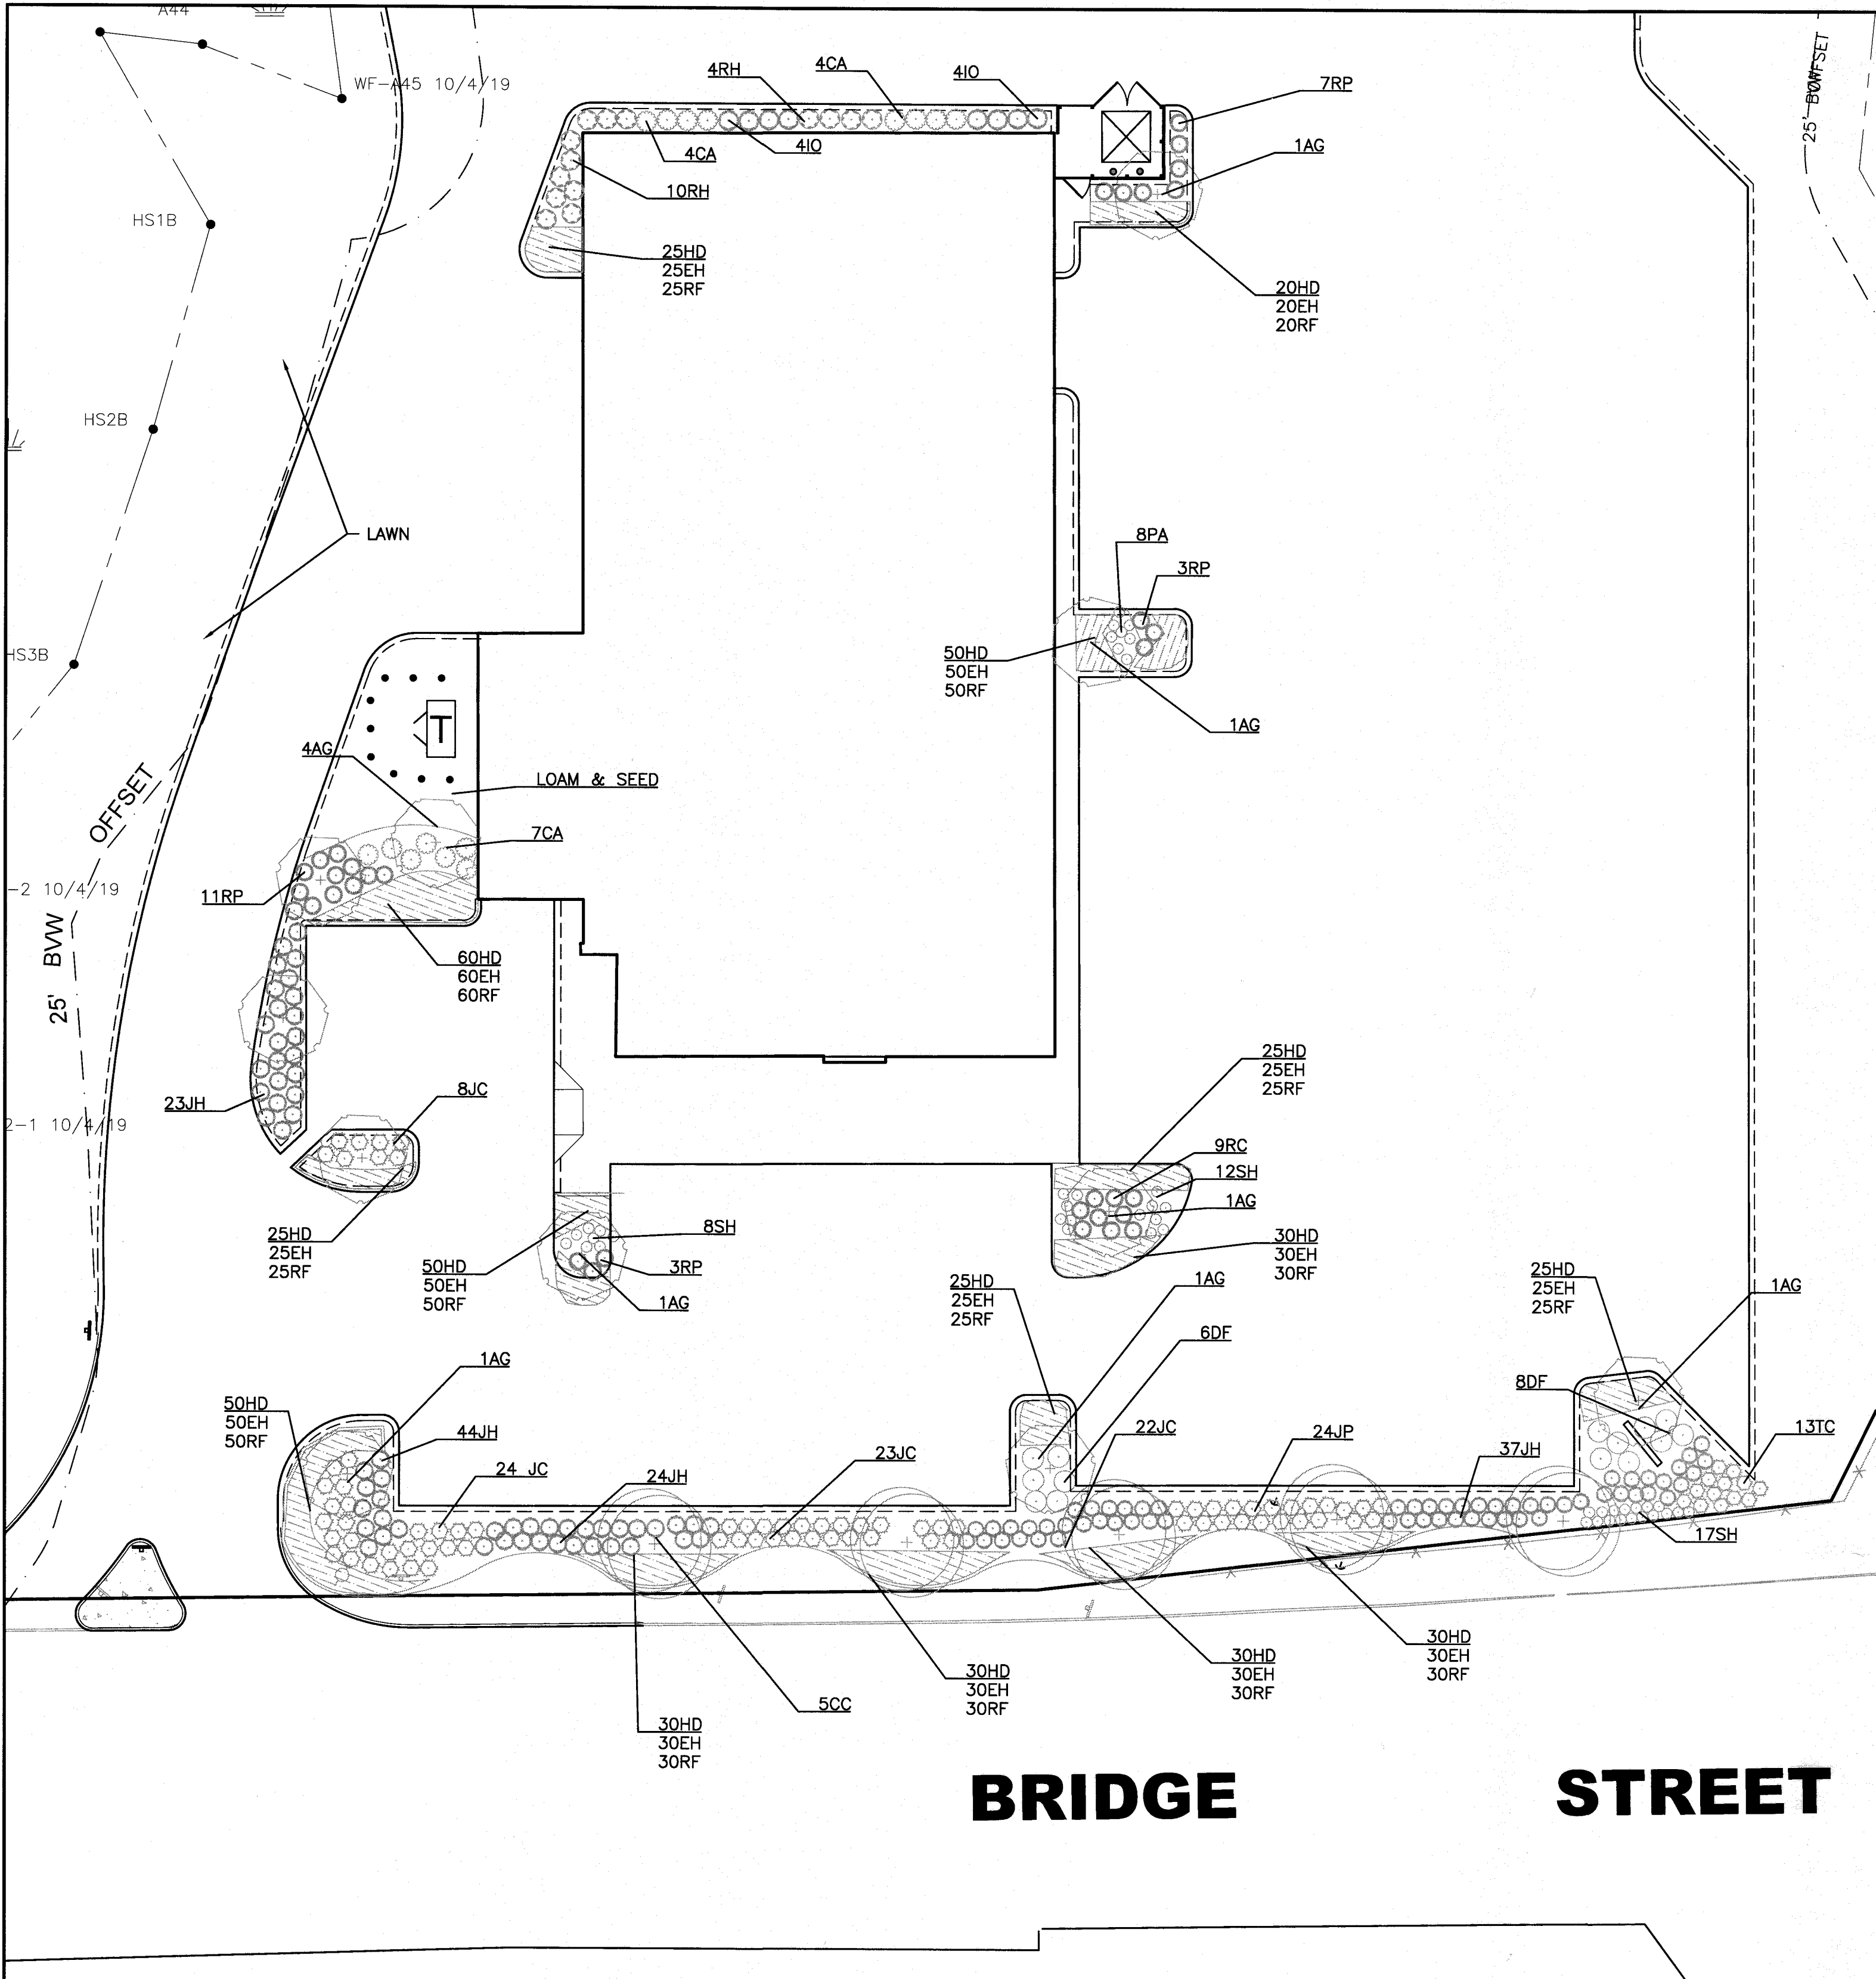 A44
WF-A45 10/4/19
4RH
4CA
4IO
7RP
25'
1AG
4CA
4IO
10RH
HS1B
25HD
25EH
25RF
20HD
20EH
20RF
HS2B
LAWN
8PA
3RP
HS3B
50HD
50EH
50RF
1AG
T
4AG
LOAM & SEED
7CA
OFFSET
-2 10/4/19
11RP
25' BVW
60HD
60EH
60RF
25HD
25EH
25RF
23JH
8JC
2-1 10/4/19
9RC
12SH
1AG
25HD
25EH
25RF
8SH
30HD
30EH
30RF
50HD
50EH
50RF
3RP
1AG
25HD
25EH
25RF
1AG
25HD
25EH
25RF
1AG
6DF
1AG
50HD
50EH
50RF
8DF
44JH
22JC
24JP
13TC
24 JC
24JH
23JC
37JH
17SH
30HD
30EH
30RF
30HD
30EH
30RF
30HD
30EH
30RF
5CC
30HD
30EH
30RF
BRIDGE STREET